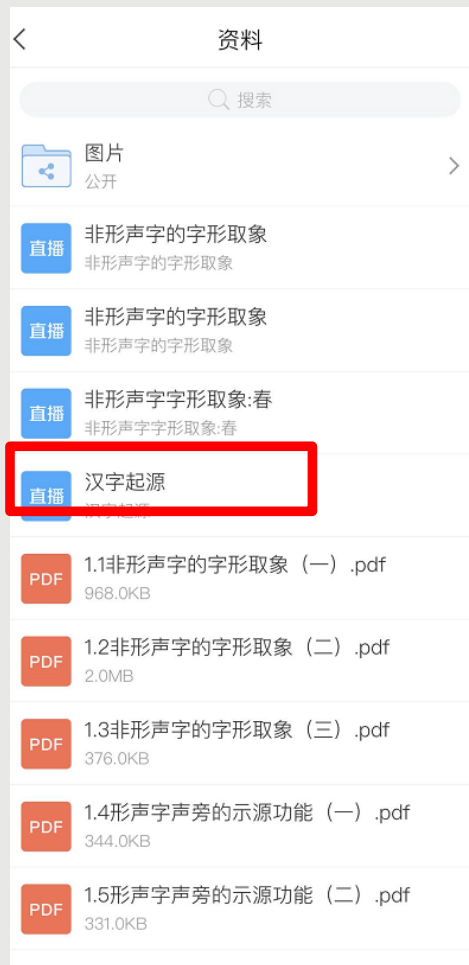 资料
搜索
图片
公开
直播
非形声字的字形取象
非形声字的字形取象
直播
非形声字的字形取象
非形声字的字形取象
直播
非形声字字形取象:春
非形声字字形取象:春
直播
汉字起源
汉字起源
PDF
1.1非形声字的字形取象（一）.pdf
968.0KB
PDF
1.2非形声字的字形取象（二）.pdf
2.0MB
PDF
1.3非形声字的字形取象（三）.pdf
376.0KB
PDF
1.4形声字声旁的示源功能（一）.pdf
344.0KB
PDF
1.5形声字声旁的示源功能（二）.pdf
331.0KB